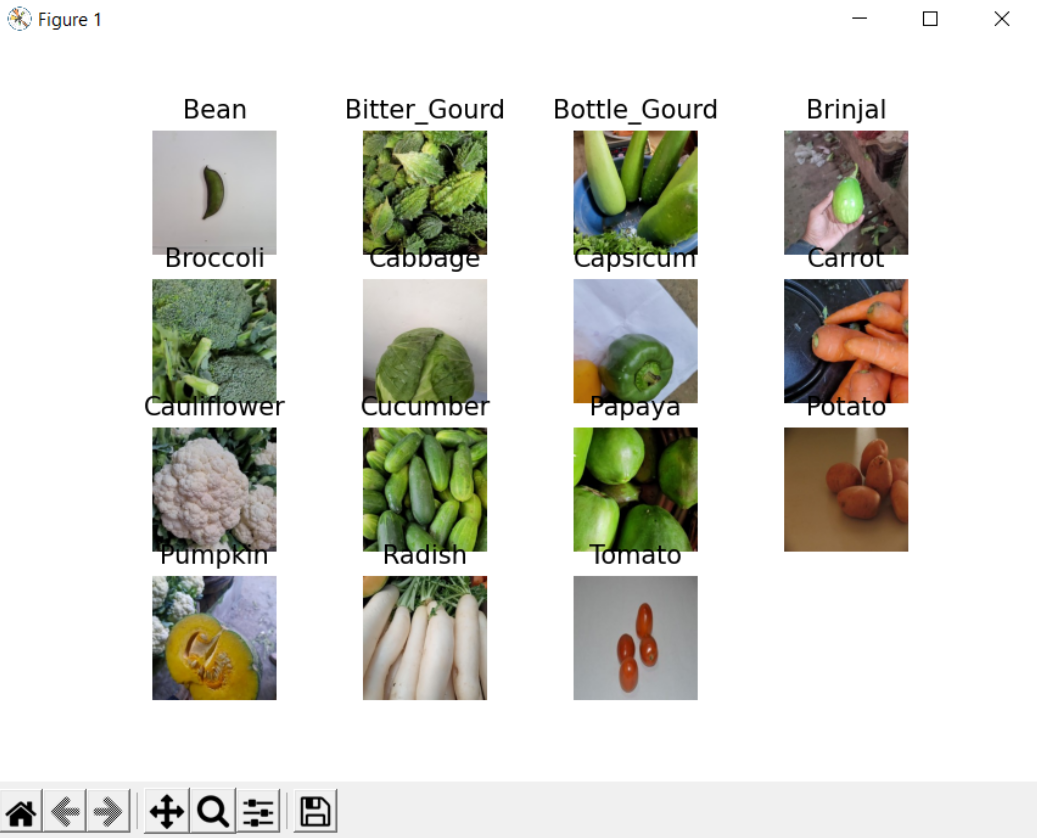 Figure 1
Bean Bitter_Gourd Bottle_Gourd Brinjal
Broccoli Cabbage Capsicum Carrot
Cauliflower Cucumber Papaya Potato
Pumpkin Radish Tomato